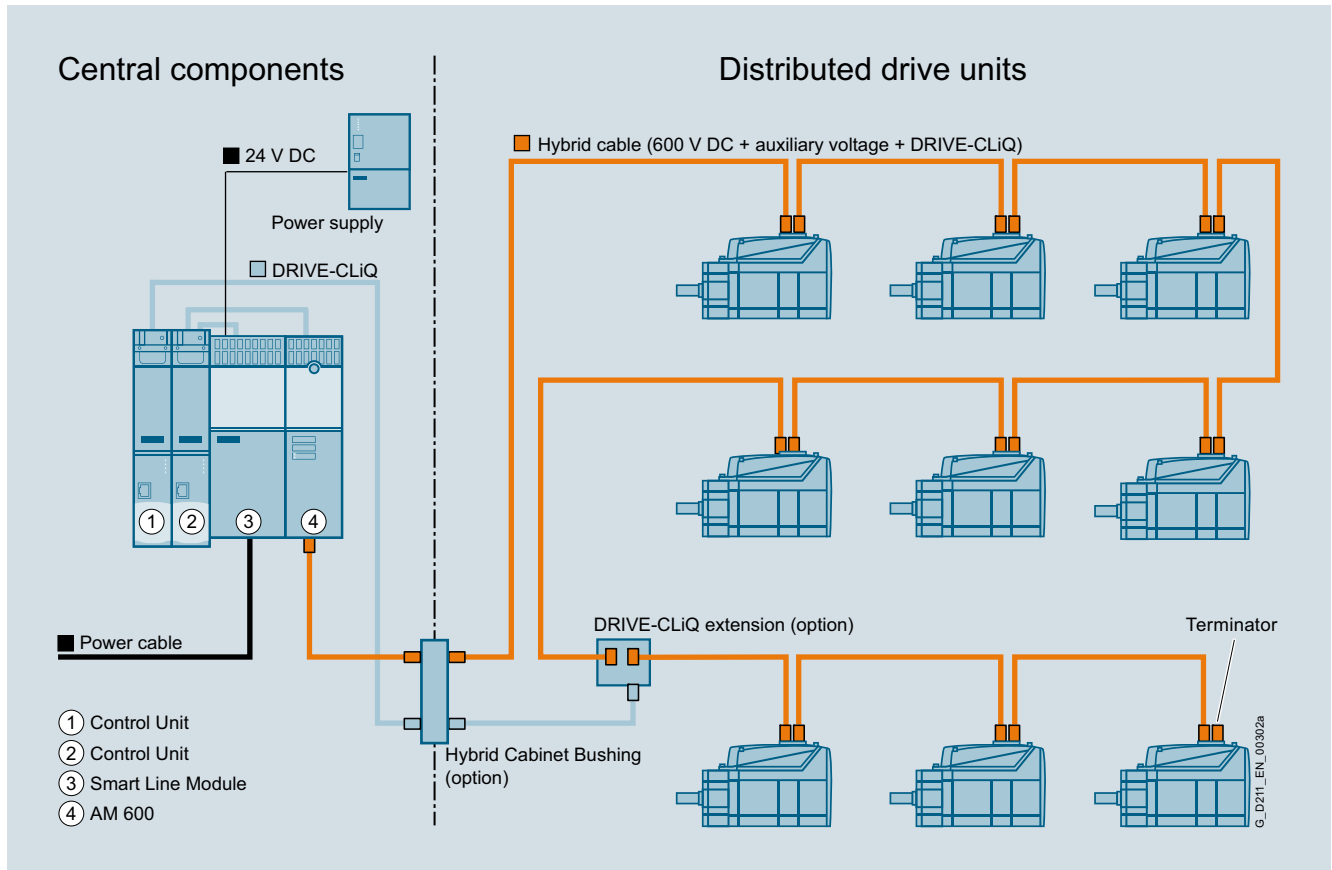 Central components
Distributed drive units
24 V DC
Hybrid cable (600 V DC + auxiliary voltage + DRIVE-CLiQ)
Power supply
DRIVE-CLiQ
1
2
3
4
DRIVE-CLiQ extension (option)
Terminator
Power cable
1 Control Unit
2 Control Unit
3 Smart Line Module
4 AM 600
Hybrid Cabinet Bushing
(option)
G_D211_EN_00302a